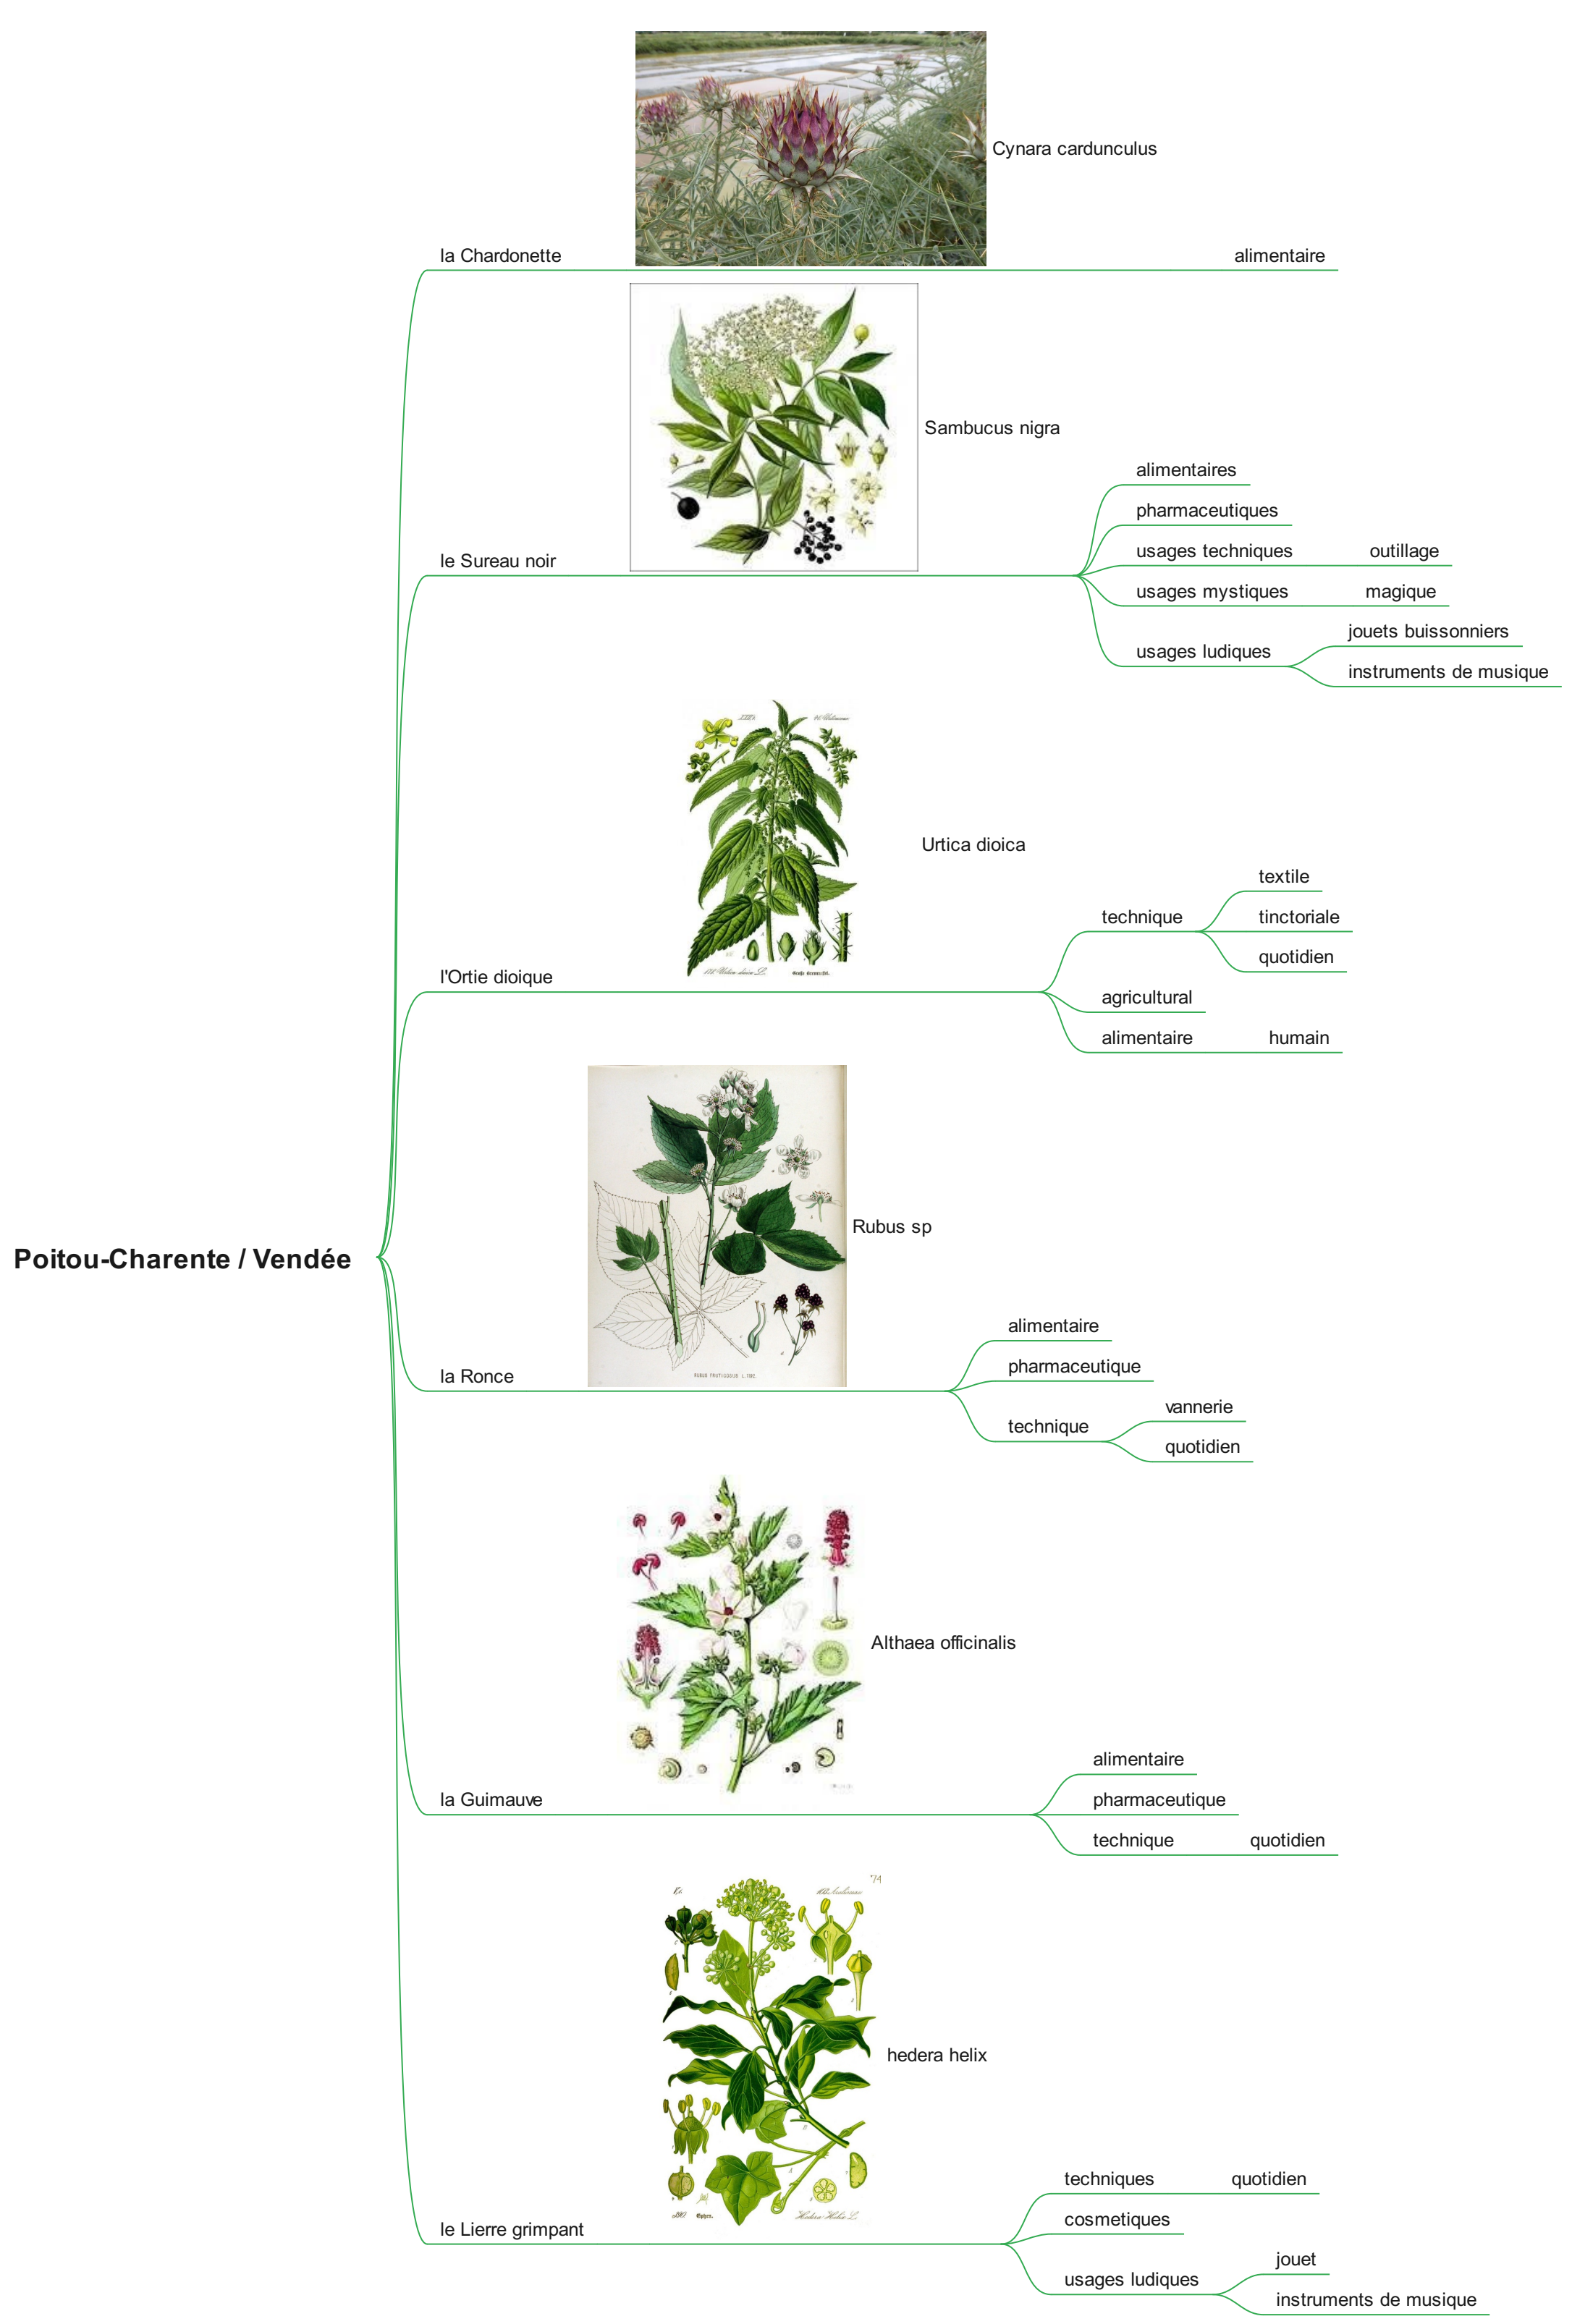 Cynara cardunculus
la Chardonette
alimentaire
Sambucus nigra
le Sureau noir
alimentaires
pharmaceutiques
usages techniques
outillage
usages mystiques
magique
usages ludiques
jouets buissonniers
instruments de musique
Urtica dioica
l'Ortie dioique
technique
textile
tinctoriale
quotidien
agricultural
alimentaire
humain
Poitou-Charente / Vendée
Rubus sp
la Ronce
alimentaire
pharmaceutique
technique
vannerie
quotidien
Althaea officinalis
la Guimauve
alimentaire
pharmaceutique
technique
quotidien
hedera helix
le Lierre grimpant
techniques
quotidien
cosmetiques
usages ludiques
jouet
instruments de musique